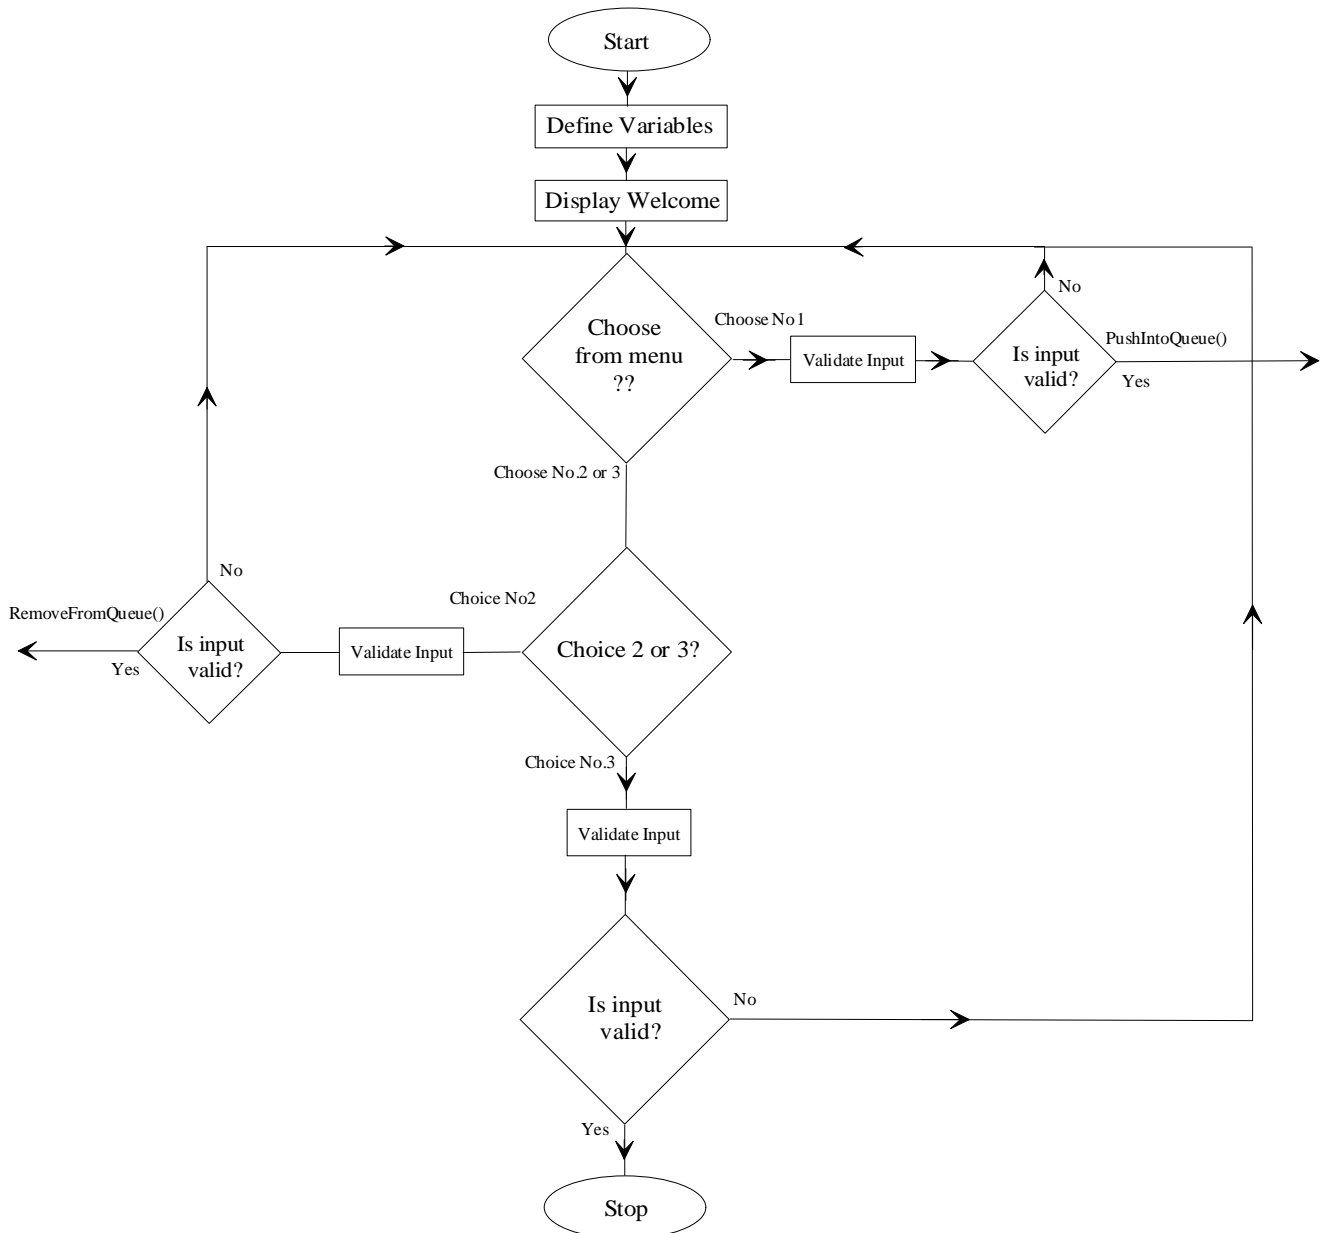 Start
Define Variables
Display Welcome
Choose
from menu
??
Choose No1
Validate Input
Is input
valid?
No
PushIntoQueue()
Yes
Choose No.2 or 3
Choice 2 or 3?
Choice No2
Validate Input
Is input
valid?
No
RemoveFromQueue()
Yes
Choice No.3
Validate Input
Is input
valid?
No
Yes
Stop